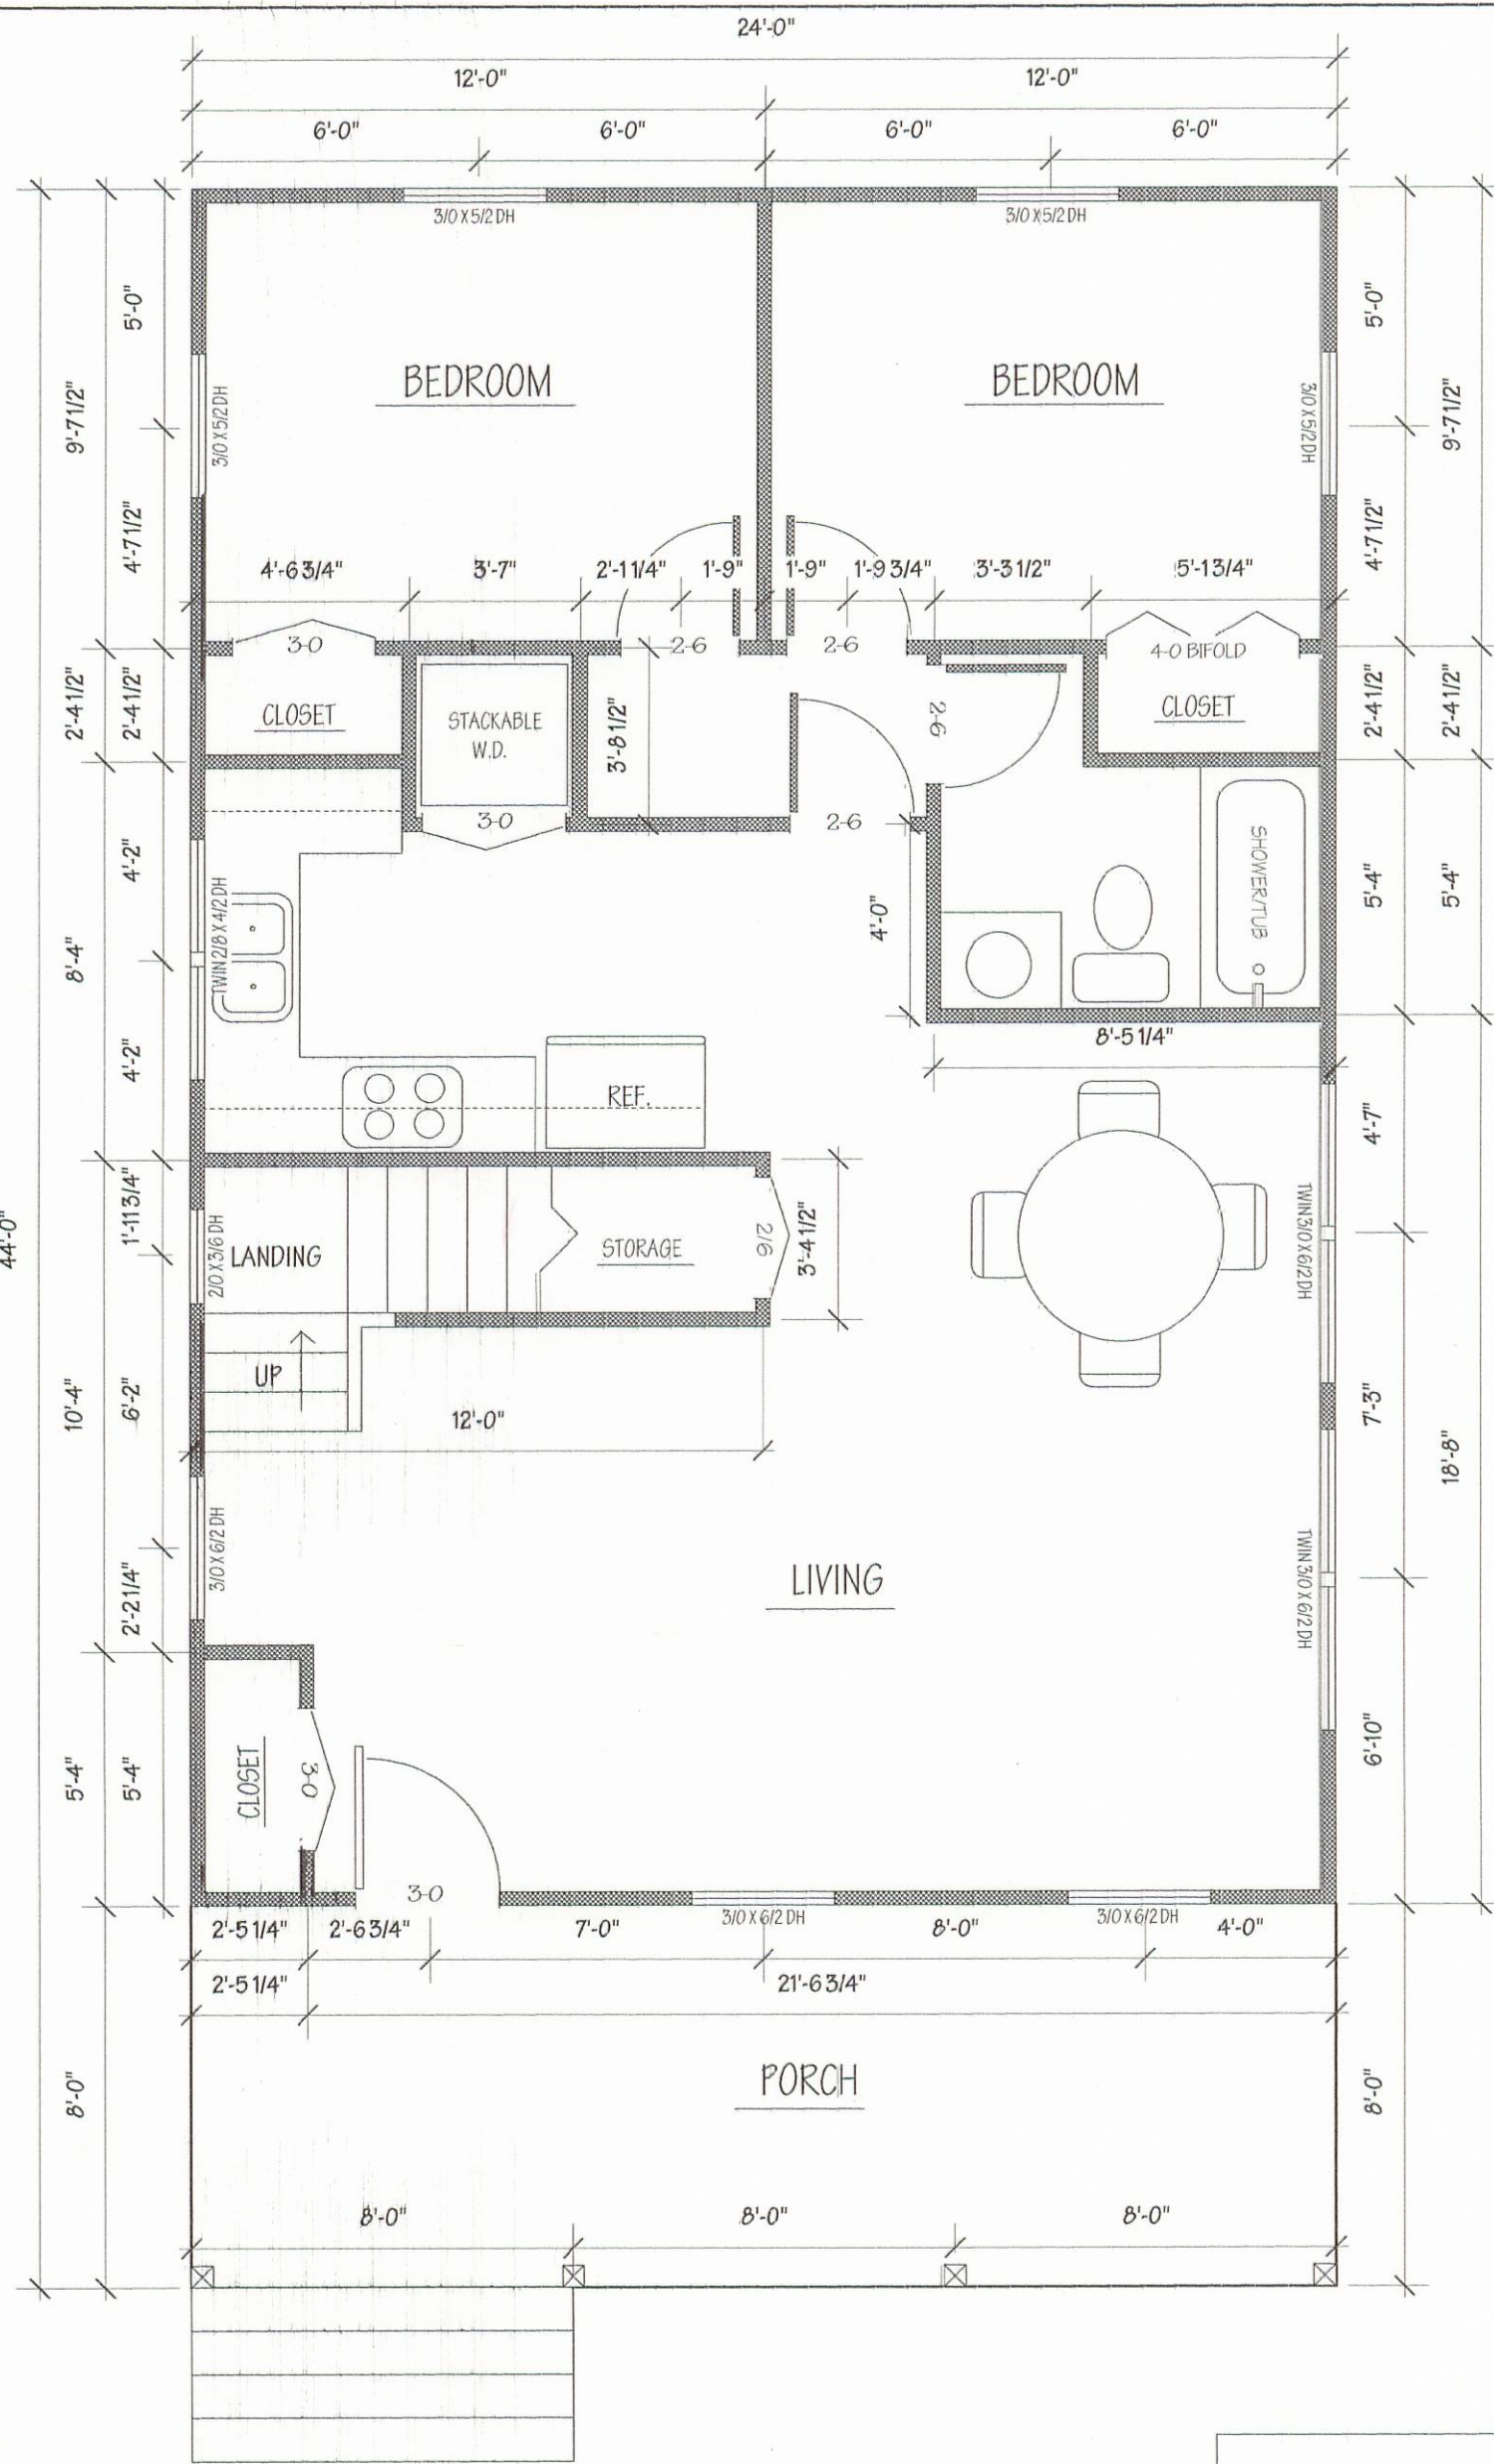 24'-0"
12'-0" 12'-0"
6'-0" 6'-0" 6'-0" 6'-0"
3/0 X 5/2 DH 3/0 X 5/2 DH
5'-0" 5'-0"
9'-7 1/2" 3/0 X 5/2 DH BEDROOM BEDROOM 3/0 X 5/2 DH 9'-7 1/2"
4'-7 1/2" 4'-7 1/2"
4'-6 3/4" 3'-7" 2'-1 1/4" 1'-9" 1'-9" 1'-9 3/4" 3'-3 1/2" 5'-1 3/4"
3-0 2-6 2-6 4-0 BIFOLD
2'-4 1/2" 2'-4 1/2" CLOSET STACKABLE 3'-8 1/2" 2-6 CLOSET 2'-4 1/2" 2'-4 1/2"
W.D.
3-0 2-6
4'-2" TWIN 2/8 X 4/2 DH 4'-0" SHOWER/TUB 5'-4" 5'-4"
8'-4"
4'-2" 8'-5 1/4"
REF. 4'-7"
1'-11 3/4"
44'-0" 2/0 X 3/6 DH LANDING STORAGE 2/6 3'-4 1/2" TWIN 3/0 X 6/2 DH
UP
10'-4" 6'-2" 12'-0" 7'-3" 18'-8"
3/0 X 6/2 DH
2'-2 1/4" LIVING TWIN 3/0 X 6/2 DH
5'-4" 5'-4" CLOSET 3-0 6'-10"
3-0
2'-5 1/4" 2'-6 3/4" 7'-0" 3/0 X 6/2 DH 8'-0" 3/0 X 6/2 DH 4'-0"
2'-5 1/4" 21'-6 3/4"
8'-0" PORCH 8'-0"
8'-0" 8'-0" 8'-0"